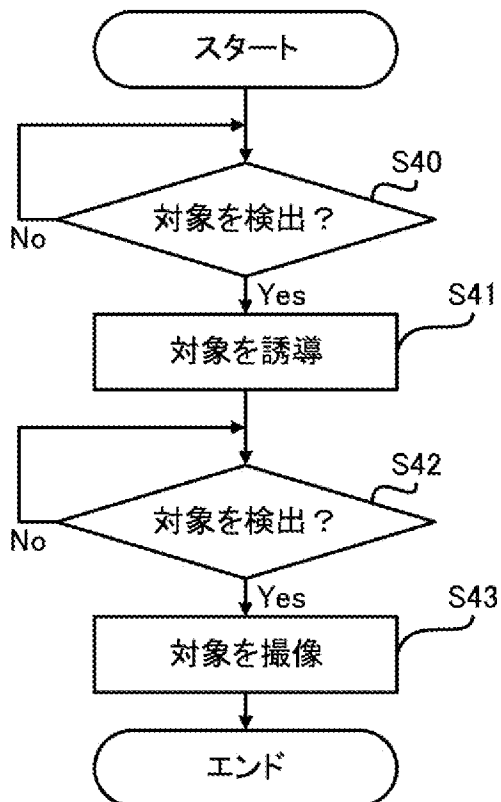 スタート
S40
対象を検出？
No
Yes
S41
対象を誘導
S42
対象を検出？
No
Yes
S43
対象を撮像
エンド